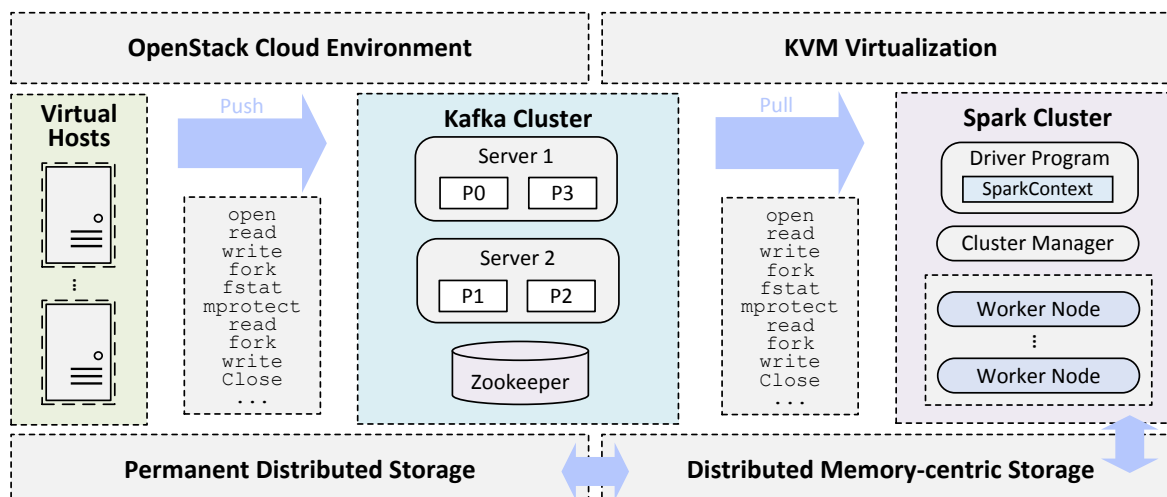 OpenStack Cloud Environment
KVM Virtualization
Virtual
Hosts
Push
open
read
write
fork
fstat
mprotect
read
fork
write
Close
...
Kafka Cluster
Server 1
P0 P3
Server 2
P1 P2
Zookeeper
Pull
open
read
write
fork
fstat
mprotect
read
fork
write
Close
...
Spark Cluster
Driver Program
SparkContext
Cluster Manager
Worker Node
Worker Node
Permanent Distributed Storage
Distributed Memory-centric Storage